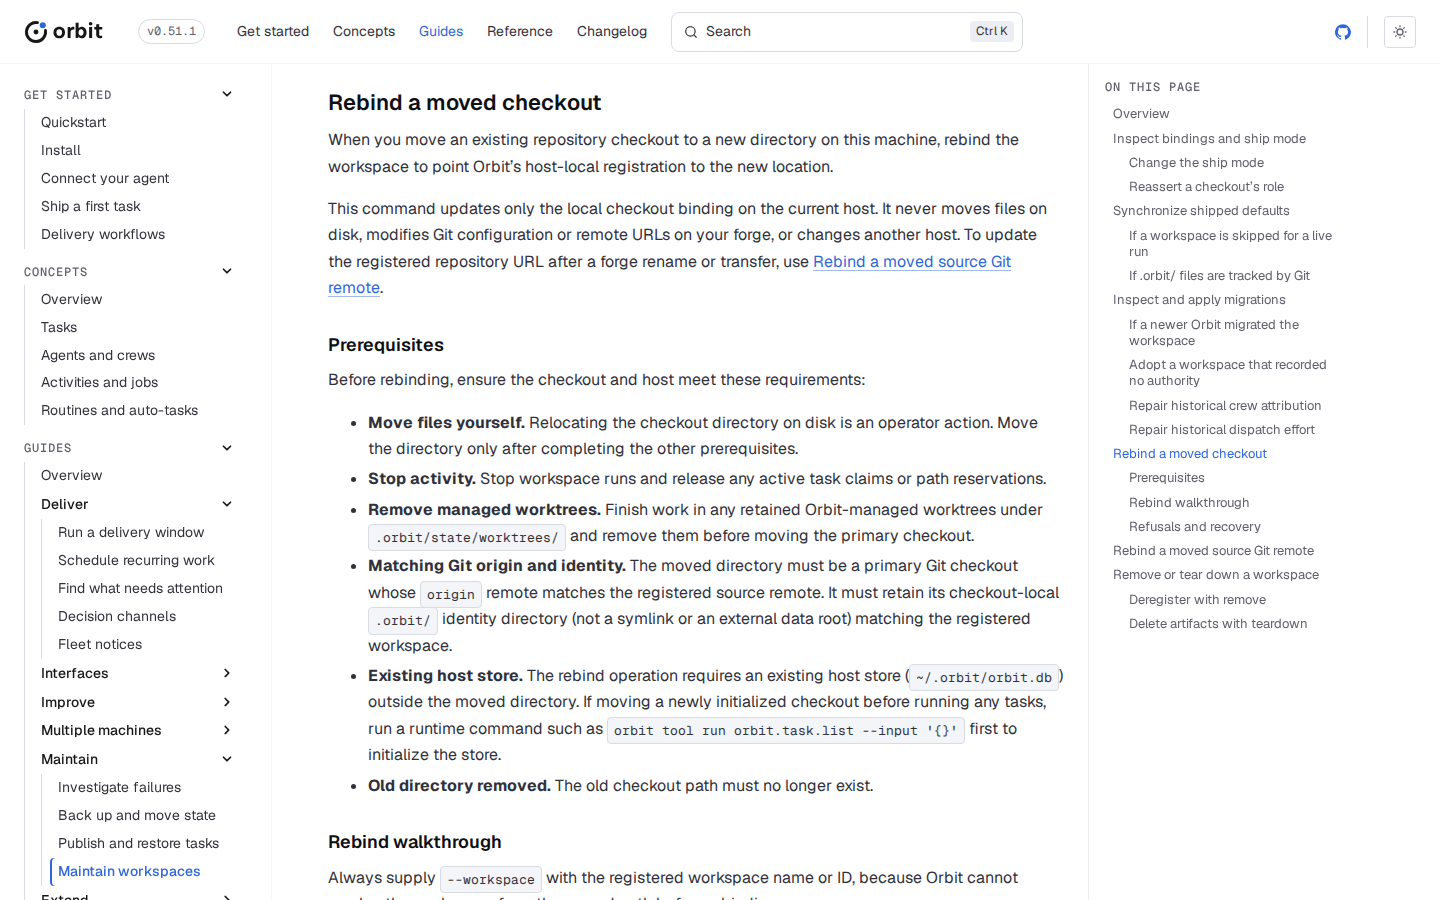 orbit
v0.51.1
Get started
Concepts
Guides
Reference
Changelog
Search
Ctrl K
GET STARTED
Quickstart
Install
Connect your agent
Ship a first task
Delivery workflows
CONCEPTS
Overview
Tasks
Agents and crews
Activities and jobs
Routines and auto-tasks
GUIDES
Overview
Deliver
Run a delivery window
Schedule recurring work
Find what needs attention
Decision channels
Fleet notices
Interfaces
Improve
Multiple machines
Maintain
Investigate failures
Back up and move state
Publish and restore tasks
Maintain workspaces
Extend
Rebind a moved checkout
When you move an existing repository checkout to a new directory on this machine, rebind the
workspace to point Orbit’s host-local registration to the new location.
This command updates only the local checkout binding on the current host. It never moves files on
disk, modifies Git configuration or remote URLs on your forge, or changes another host. To update
the registered repository URL after a forge rename or transfer, use Rebind a moved source Git
remote.
Prerequisites
Before rebinding, ensure the checkout and host meet these requirements:
• Move files yourself. Relocating the checkout directory on disk is an operator action. Move
the directory only after completing the other prerequisites.
• Stop activity. Stop workspace runs and release any active task claims or path reservations.
• Remove managed worktrees. Finish work in any retained Orbit-managed worktrees under
.orbit/state/worktrees/ and remove them before moving the primary checkout.
• Matching Git origin and identity. The moved directory must be a primary Git checkout
whose origin remote matches the registered source remote. It must retain its checkout-local
.orbit/ identity directory (not a symlink or an external data root) matching the registered
workspace.
• Existing host store. The rebind operation requires an existing host store (~/.orbit/orbit.db)
outside the moved directory. If moving a newly initialized checkout before running any tasks,
run a runtime command such as orbit tool run orbit.task.list --input '{}' first to
initialize the store.
• Old directory removed. The old checkout path must no longer exist.
Rebind walkthrough
Always supply --workspace with the registered workspace name or ID, because Orbit cannot
ON THIS PAGE
Overview
Inspect bindings and ship mode
Change the ship mode
Reassert a checkout’s role
Synchronize shipped defaults
If a workspace is skipped for a live
run
If .orbit/ files are tracked by Git
Inspect and apply migrations
If a newer Orbit migrated the
workspace
Adopt a workspace that recorded
no authority
Repair historical crew attribution
Repair historical dispatch effort
Rebind a moved checkout
Prerequisites
Rebind walkthrough
Refusals and recovery
Rebind a moved source Git remote
Remove or tear down a workspace
Deregister with remove
Delete artifacts with teardown